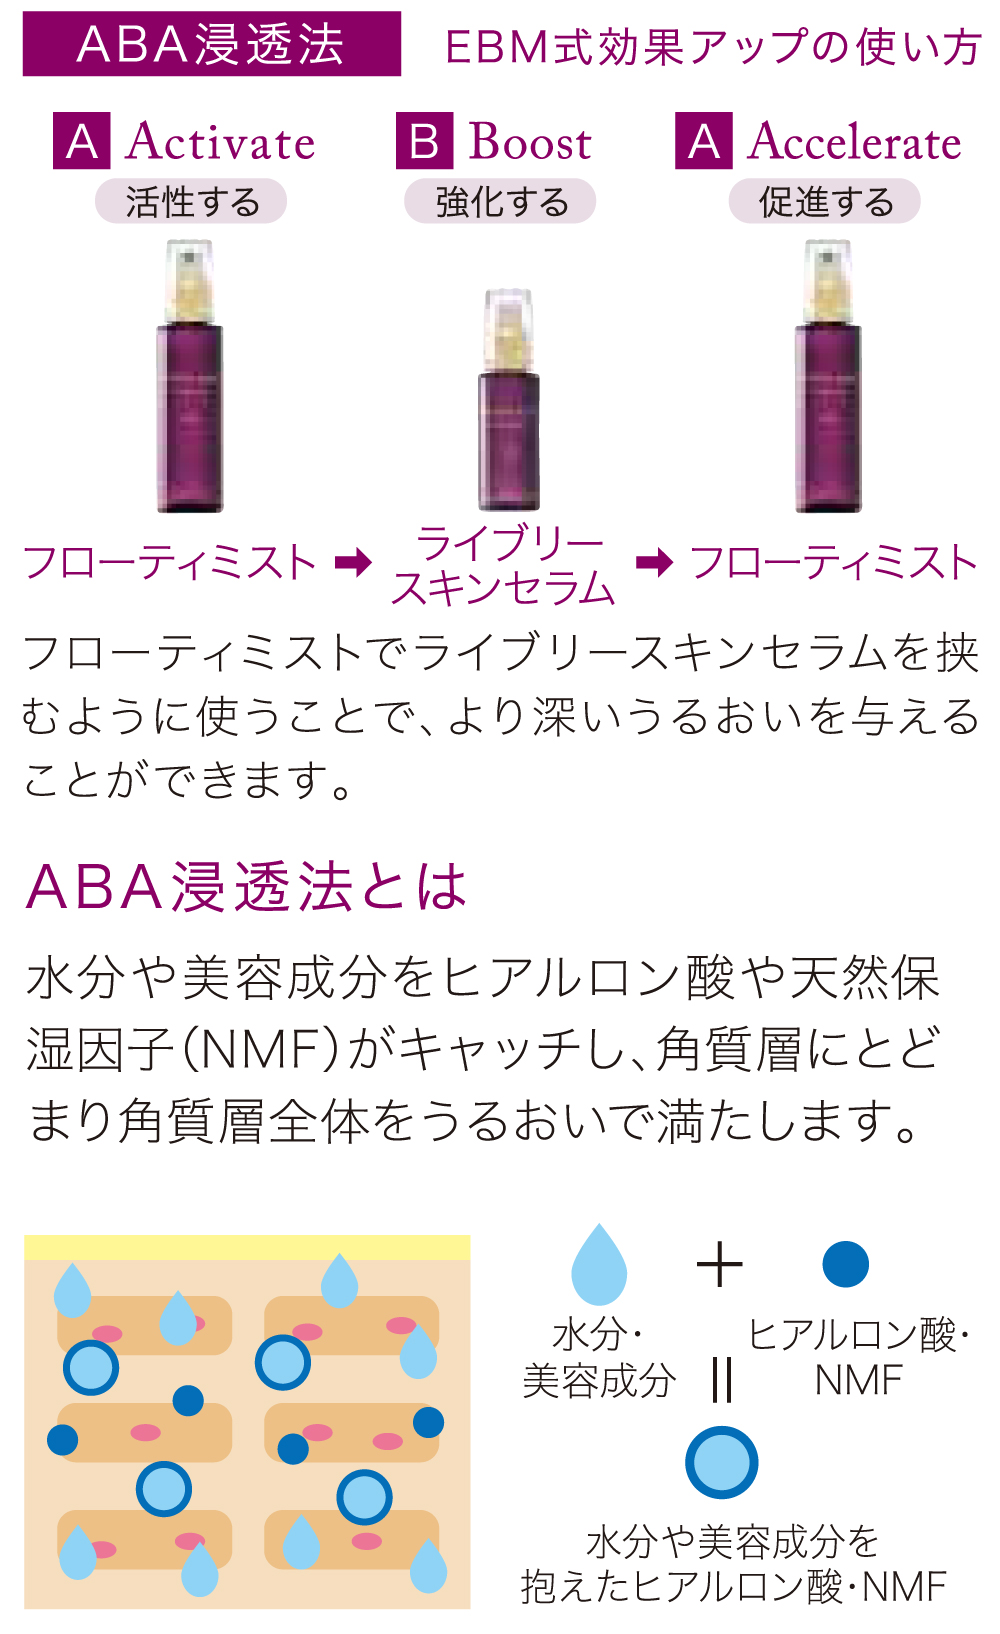 ABA浸透法 EBM式効果アップの使い方
A Activate B Boost A Accelerate
活性する 強化する 促進する
フローティミスト ➡ ライブリースキンセラム ➡ フローティミスト
フローティミストでライブリースキンセラムを挟
むように使うことで、より深いうるおいを与える
ことができます。
ABA浸透法とは
水分や美容成分をヒアルロン酸や天然保
湿因子(NMF)がキャッチし、角質層にとど
まり角質層全体をうるおいで満たします。
水分・
美容成分
＋
ヒアルロン酸・
NMF
＝
水分や美容成分を
抱えたヒアルロン酸・NMF